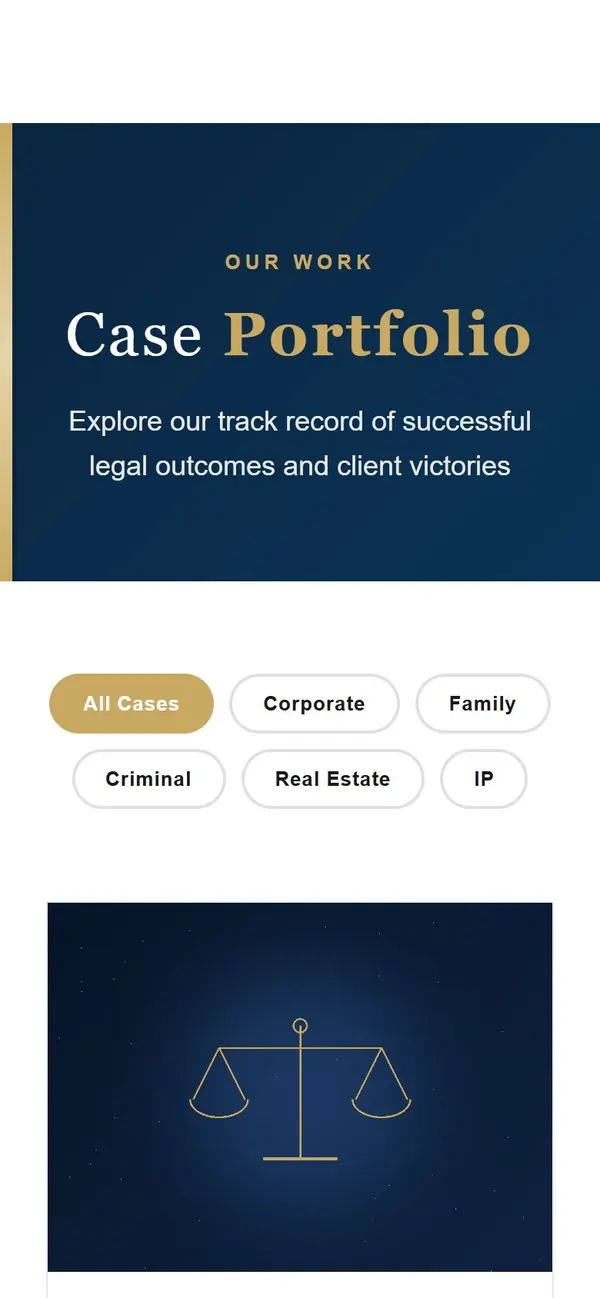 OUR WORK
Case Portfolio
Explore our track record of successful
legal outcomes and client victories
All Cases
Corporate
Family
Criminal
Real Estate
IP